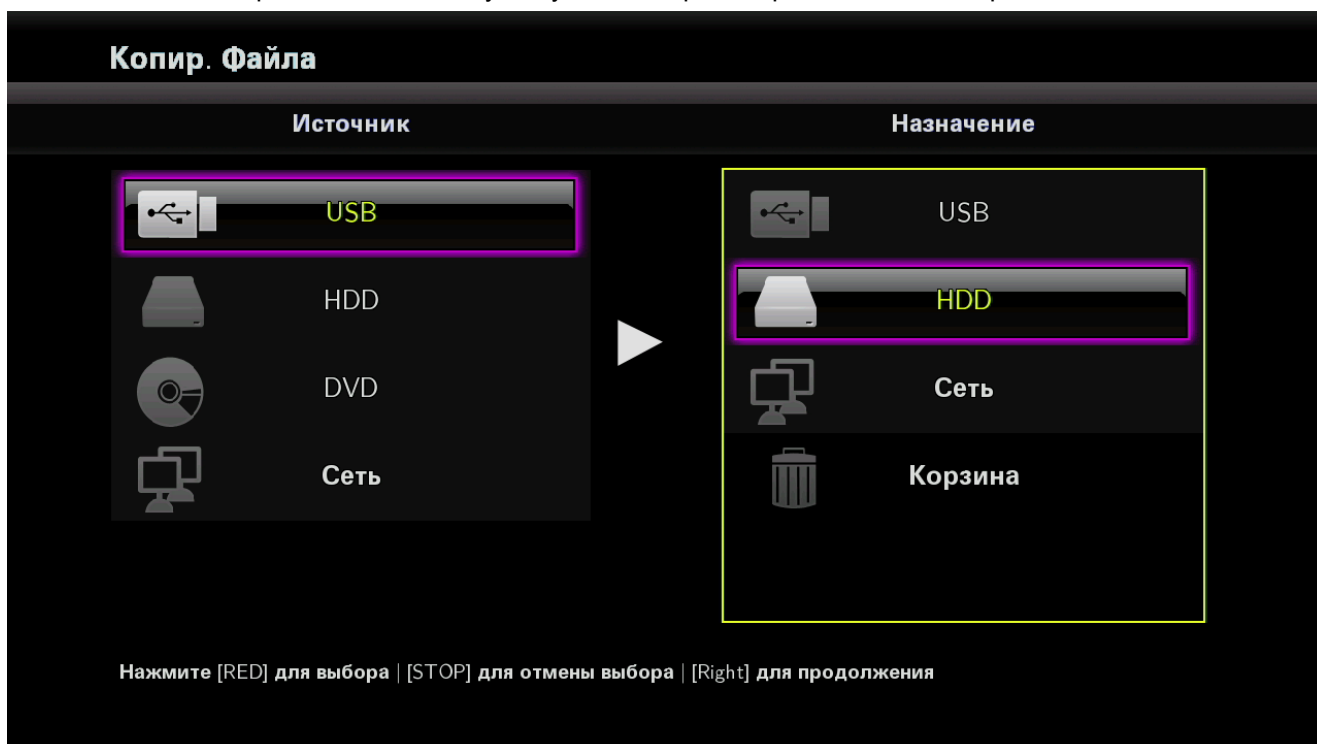 Копир. Файла
Источник
Назначение
USB
HDD
DVD
Сеть
USB
HDD
Сеть
Корзина
Нажмите [RED] для выбора | [STOP] для отмены выбора | [Right] для продолжения